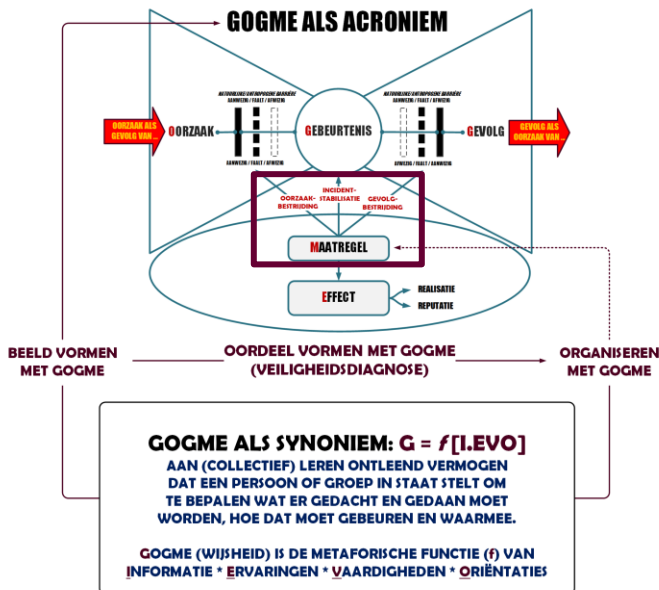 GOGME ALS ACRONIEM
NATUURLIJKE/ANTROPOGENE BARRIÈRE
AANWEZIG / FAALT / AFWEZIG
NATUURLIJKE/ANTROPOGENE BARRIÈRE
AANWEZIG / FAALT / AFWEZIG
OORZAAK ALS
GEVOLG VAN ...
OORZAAK
GEBEURTENIS
GEVOLG
GEVOLG ALS
OORZAAK VAN ...
AANWEZIG / FAALT / AFWEZIG
AFWEZIG / FAALT / AANWEZIG
OORZAAK-
BESTRIJDING
INCIDENT-
STABILISATIE
GEVOLG-
BESTRIJDING
MAATREGEL
EFFECT
REALISATIE
REPUTATIE
BEELD VORMEN
MET GOGME
OORDEEL VORMEN MET GOGME
(VEILIGHEIDSDIAGNOSE)
ORGANISEREN
MET GOGME
GOGME ALS SYNONIEM: G = f [I.EVO]
AAN (COLLECTIEF) LEREN ONTLEEND VERMOGEN
DAT EEN PERSOON OF GROEP IN STAAT STELT OM
TE BEPALEN WAT ER GEDACHT EN GEDAAN MOET
WORDEN, HOE DAT MOET GEBEUREN EN WAARMEE.
GOGME (WIJSHEID) IS DE METAFORISCHE FUNCTIE (f) VAN
INFORMATIE * ERVARINGEN * VAARDIGHEDEN * ORIËNTATIES